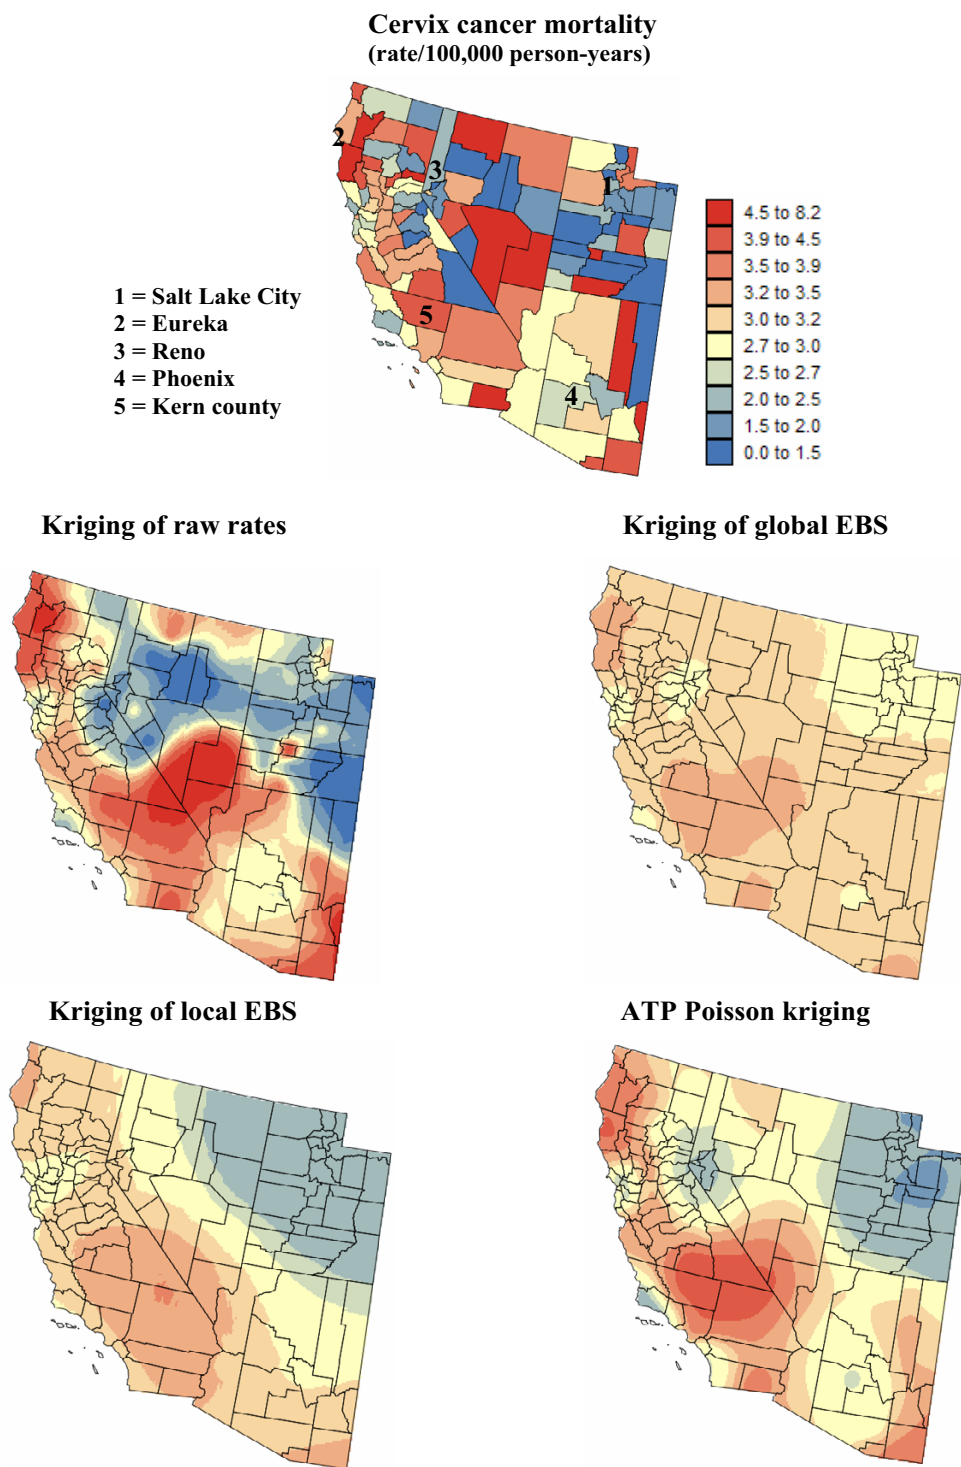 Cervix cancer mortality
(rate/100,000 person-years)
2
3
1
5
4
1 = Salt Lake City
2 = Eureka
3 = Reno
4 = Phoenix
5 = Kern county
4.5 to 8.2
3.9 to 4.5
3.5 to 3.9
3.2 to 3.5
3.0 to 3.2
2.7 to 3.0
2.5 to 2.7
2.0 to 2.5
1.5 to 2.0
0.0 to 1.5
Kriging of raw rates
Kriging of global EBS
Kriging of local EBS
ATP Poisson kriging